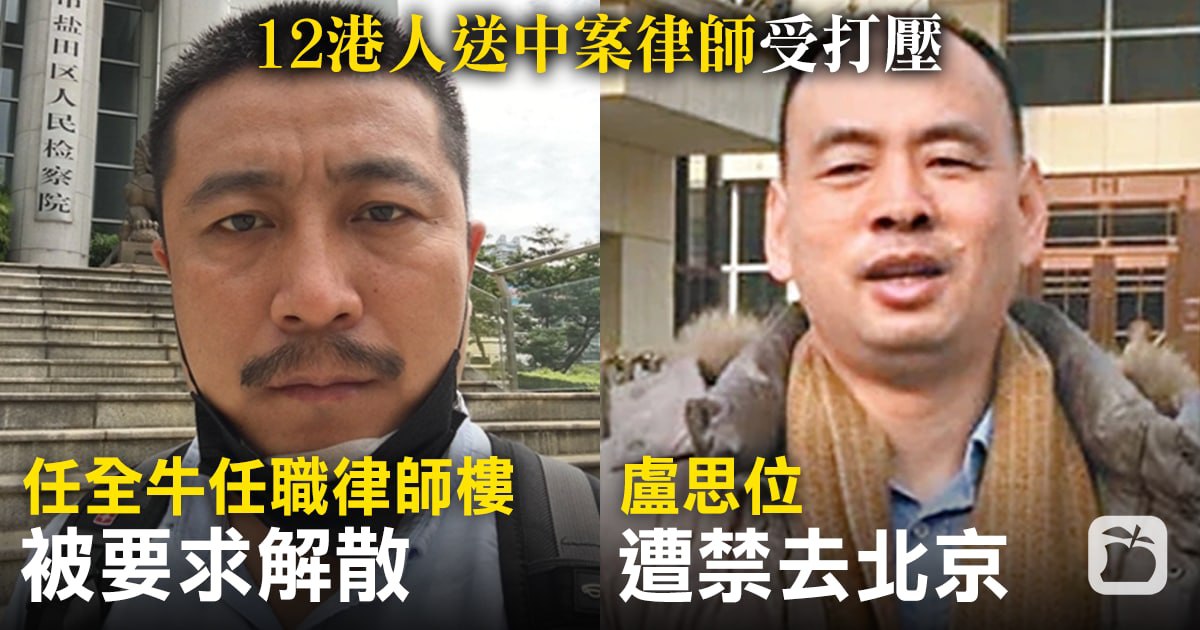 12港人送中案律師受打壓
市盐田区人民检察院
任全牛任職律師樓
被要求解散
盧思位
遭禁去北京